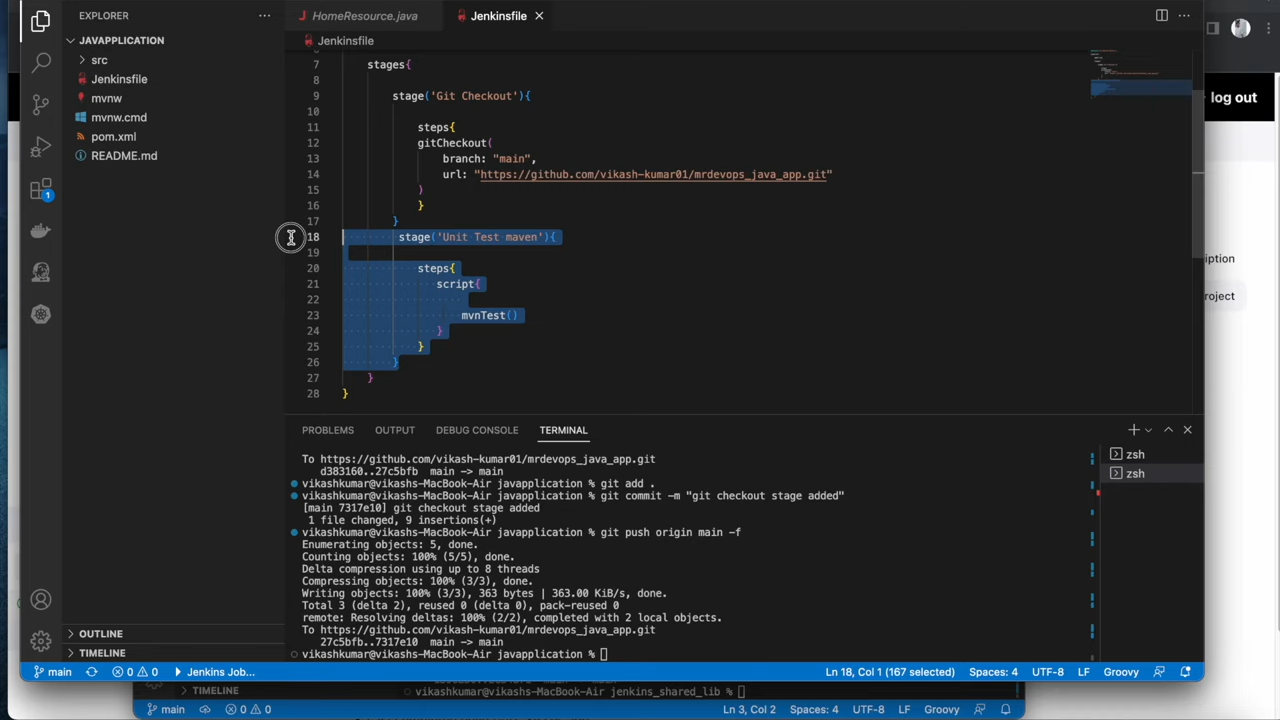 EXPLORER
HomeResource.java
Jenkinsfile
JAVAPPLICATION
Jenkinsfile
src
Jenkinsfile
mvnw
mvnw.cmd
pom.xml
README.md
7 stages{
8
9 stage('Git Checkout'){
10
11 steps{
12 gitCheckout(
13 branch: "main",
14 url: "https://github.com/vikash-kumar01/mrdevops_java_app.git"
15 )
16 }
17 }
18 stage('Unit Test maven'){
19
20 steps{
21 script{
22
23 mvnTest()
24 }
25 }
26 }
27 }
28 }
1
log out
ription
roject
PROBLEMS OUTPUT DEBUG CONSOLE TERMINAL
zsh
zsh
To https://github.com/vikash-kumar01/mrdevops_java_app.git
d383160..27c5bfb main -> main
vikashkumar@vikashs-MacBook-Air javapplication % git add .
vikashkumar@vikashs-MacBook-Air javapplication % git commit -m "git checkout stage added"
[main 7317e10] git checkout stage added
1 file changed, 9 insertions(+)
vikashkumar@vikashs-MacBook-Air javapplication % git push origin main -f
Enumerating objects: 5, done.
Counting objects: 100% (5/5), done.
Delta compression using up to 8 threads
Compressing objects: 100% (3/3), done.
Writing objects: 100% (3/3), 363 bytes | 363.00 KiB/s, done.
Total 3 (delta 2), reused 0 (delta 0), pack-reused 0
remote: Resolving deltas: 100% (2/2), completed with 2 local objects.
To https://github.com/vikash-kumar01/mrdevops_java_app.git
27c5bfb..7317e10 main -> main
vikashkumar@vikashs-MacBook-Air javapplication %
OUTLINE
TIMELINE
main 0 0 Jenkins Job... Ln 18, Col 1 (167 selected) Spaces: 4 UTF-8 LF Groovy
TIMELINE
vikashkumar@vikashs-MacBook-Air jenkins_shared_lib %
main 0 0 Ln 3, Col 2 Spaces: 4 UTF-8 LF Groovy